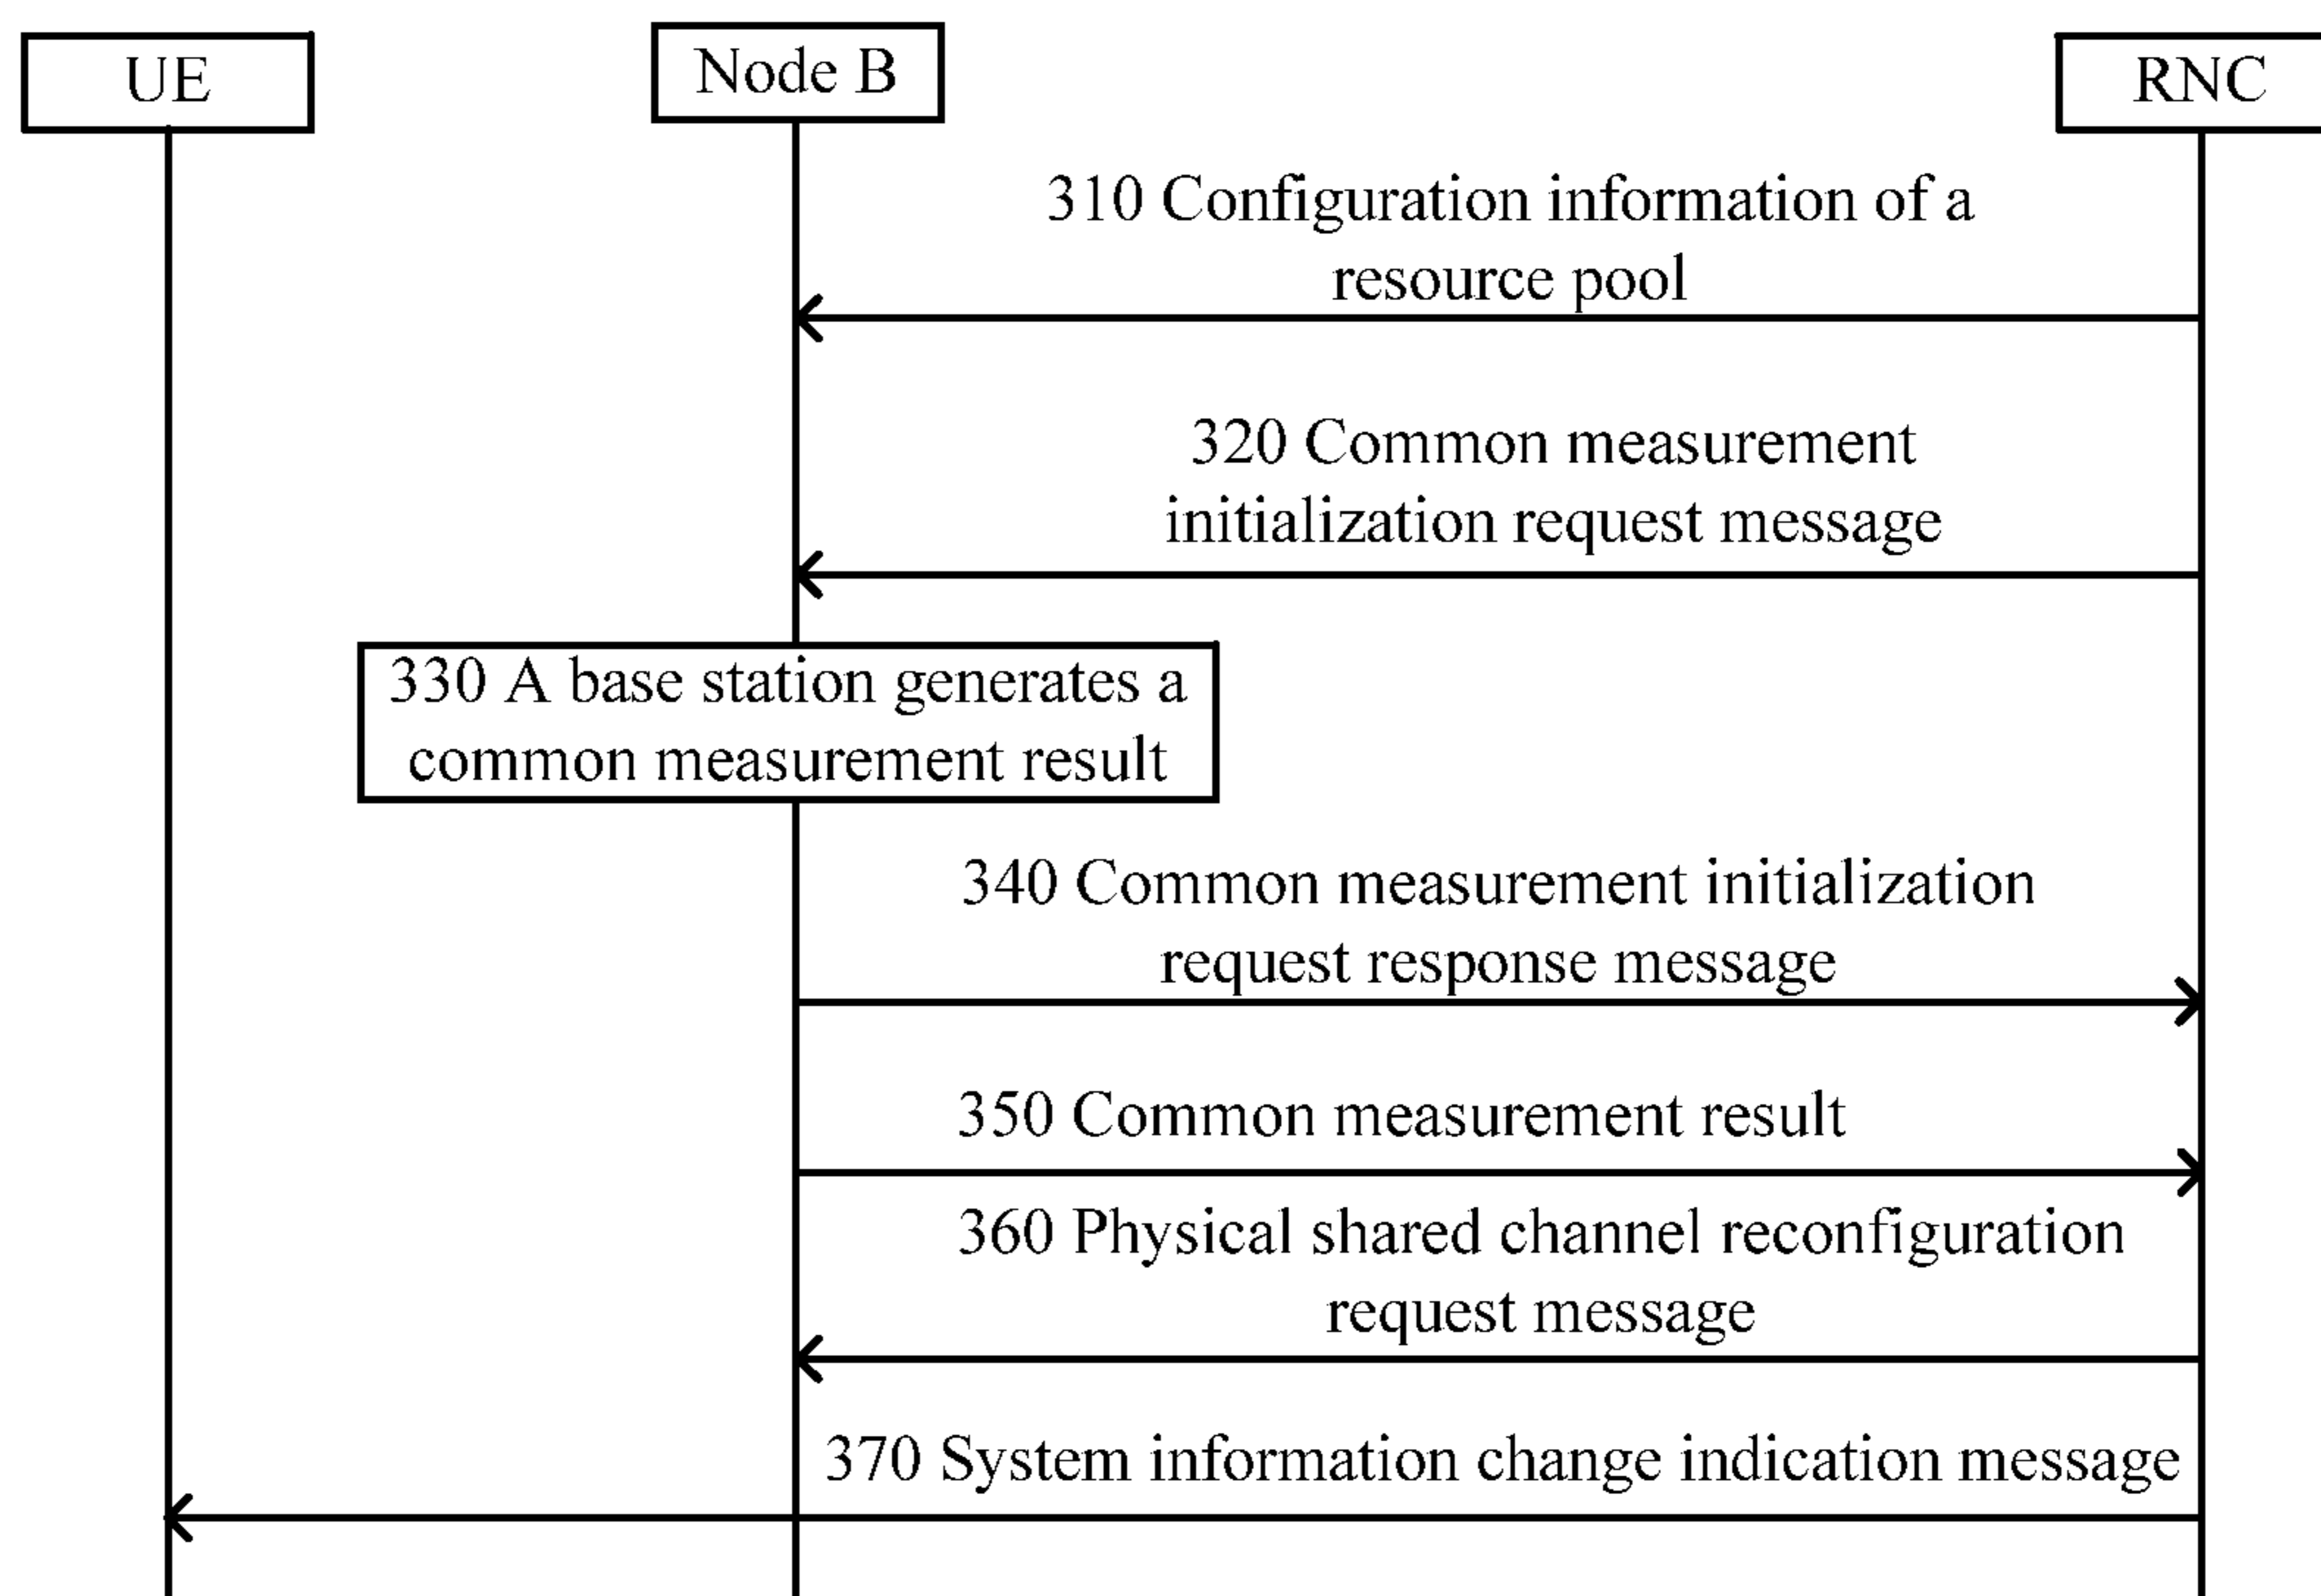 UE
Node B
RNC
310 Configuration information of a
resource pool
320 Common measurement
initialization request message
330 A base station generates a
common measurement result
340 Common measurement initialization
request response message
350 Common measurement result
360 Physical shared channel reconfiguration
request message
370 System information change indication message